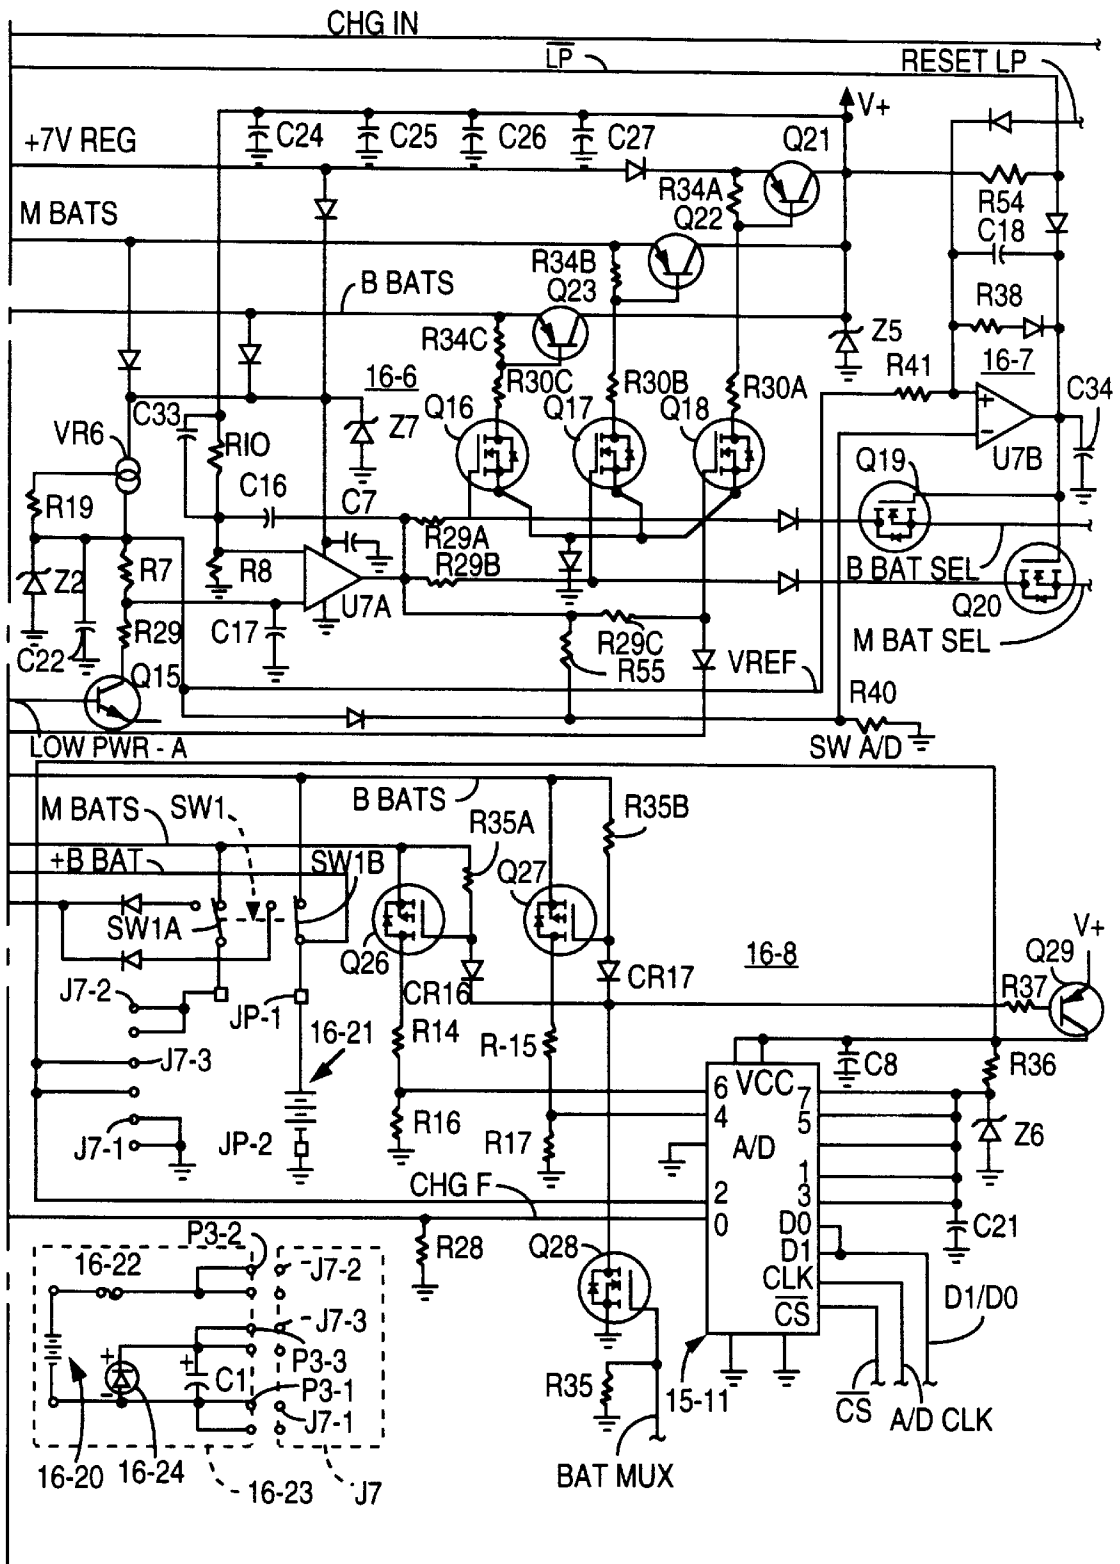 CHG IN
LP
RESET LP
V+
C24
C25
C26
C27
+7V REG
Q21
R34A
R54
M BATS
Q22
C18
R34B
B BATS
Q23
R38
R34C
Z5
16-6
R30C
R30B
R30A
R41
16-7
C33
Q16
Q17
Q18
+
C34
VR6
R10
Z7
−
U7B
Q19
R19
C16
C7
R29A
Z2
R7
R8
R29B
B BAT SEL
U7A
Q20
C22
R29
C17
R29C
M BAT SEL
R55
Q15
VREF
R40
LOW PWR - A
SW A/D
B BATS
M BATS
SW1
R35A
R35B
+B BAT
SW1B
Q27
SW1A
V+
Q26
16-8
Q29
J7-2
CR16
CR17
R37
JP-1
16-21
R14
R-15
J7-3
C8
R36
VCC
6
7
4
5
R16
J7-1
JP-2
R17
A/D
Z6
1
CHG F
2
3
0
D0
C21
P3-2
R28
Q28
D1
16-22
J7-2
CLK
CS
D1/D0
J7-3
+
+
P3-3
C1
P3-1
−
R35
15-11
J7-1
CS
A/D CLK
16-20
16-24
16-23
J7
BAT MUX